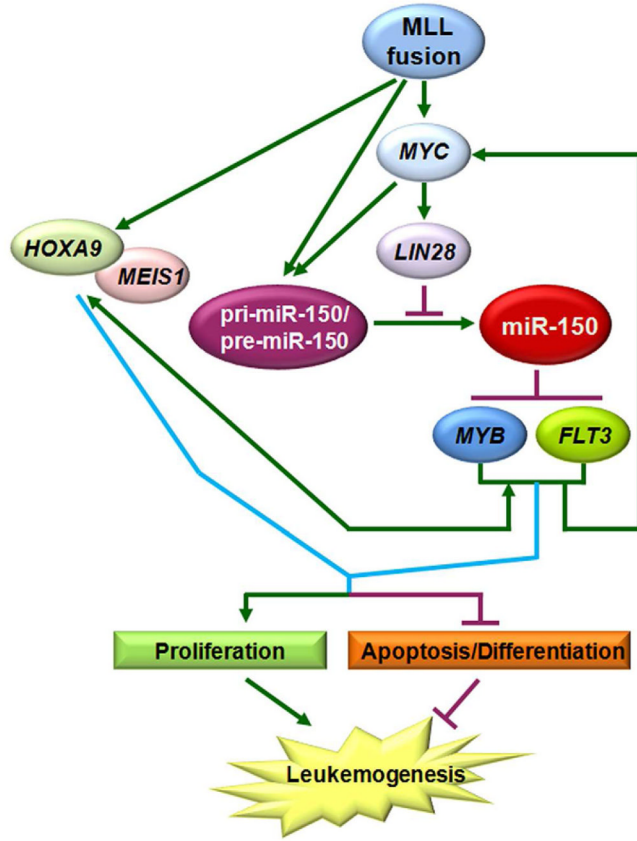 MLL
fusion
MYC
HOXA9
MEIS1
LIN28
pri-miR-150/
pre-miR-150
miR-150
MYB
FLT3
Proliferation
Apoptosis/Differentiation
Leukemogenesis